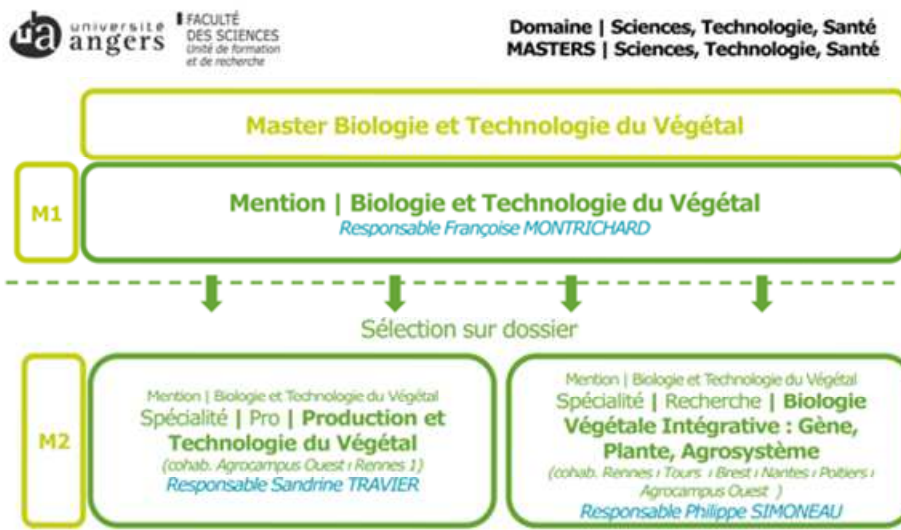 université
angers
FACULTÉ
DES SCIENCES
Unité de formation
et de recherche
Domaine | Sciences, Technologie, Santé
MASTERS | Sciences, Technologie, Santé
Master Biologie et Technologie du Végétal
M1
Mention | Biologie et Technologie du Végétal
Responsable Françoise MONTRICHARD
Sélection sur dossier
M2
Mention | Biologie et Technologie du Végétal
Spécialité | Pro | Production et
Technologie du Végétal
(cohab. Agrocampus Ouest ı Rennes 1)
Responsable Sandrine TRAVIER
Mention | Biologie et Technologie du Végétal
Spécialité | Recherche | Biologie
Végétale Intégrative : Gène,
Plante, Agrosystème
(cohab. Rennes ı Tours ı Brest ı Nantes ı Poitiers ı
Agrocampus Ouest )
Responsable Philippe SIMONEAU